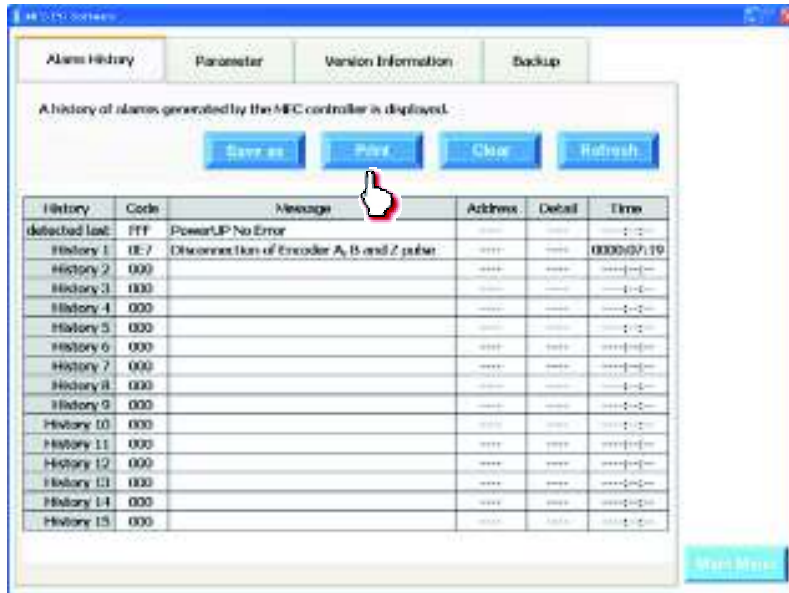 MEC PC Software
Alarm History Parameter Version Information Backup
A history of alarms generated by the MEC controller is displayed.
Save as Print Clear Refresh
History Code Message Address Detail Time
detected last FFF PowerUP No Error ---- ---- ----:--:--
History 1 0E7 Disconnection of Encoder A, B and Z pulse ---- ---- 0000:07:19
History 2 000 ---- ---- ----:--:--
History 3 000 ---- ---- ----:--:--
History 4 000 ---- ---- ----:--:--
History 5 000 ---- ---- ----:--:--
History 6 000 ---- ---- ----:--:--
History 7 000 ---- ---- ----:--:--
History 8 000 ---- ---- ----:--:--
History 9 000 ---- ---- ----:--:--
History 10 000 ---- ---- ----:--:--
History 11 000 ---- ---- ----:--:--
History 12 000 ---- ---- ----:--:--
History 13 000 ---- ---- ----:--:--
History 14 000 ---- ---- ----:--:--
History 15 000 ---- ---- ----:--:--
Main Menu